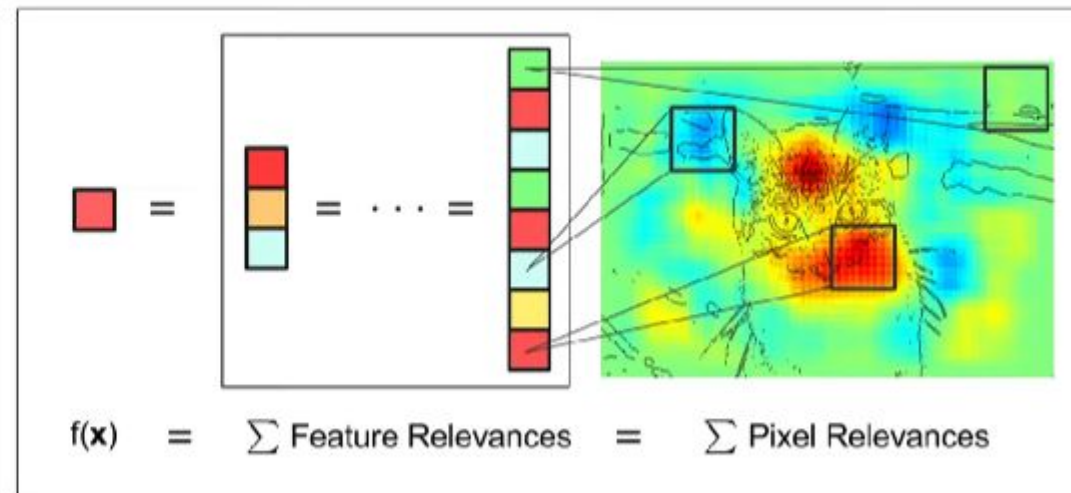 = = · · · =
f(x) = ∑ Feature Relevances = ∑ Pixel Relevances